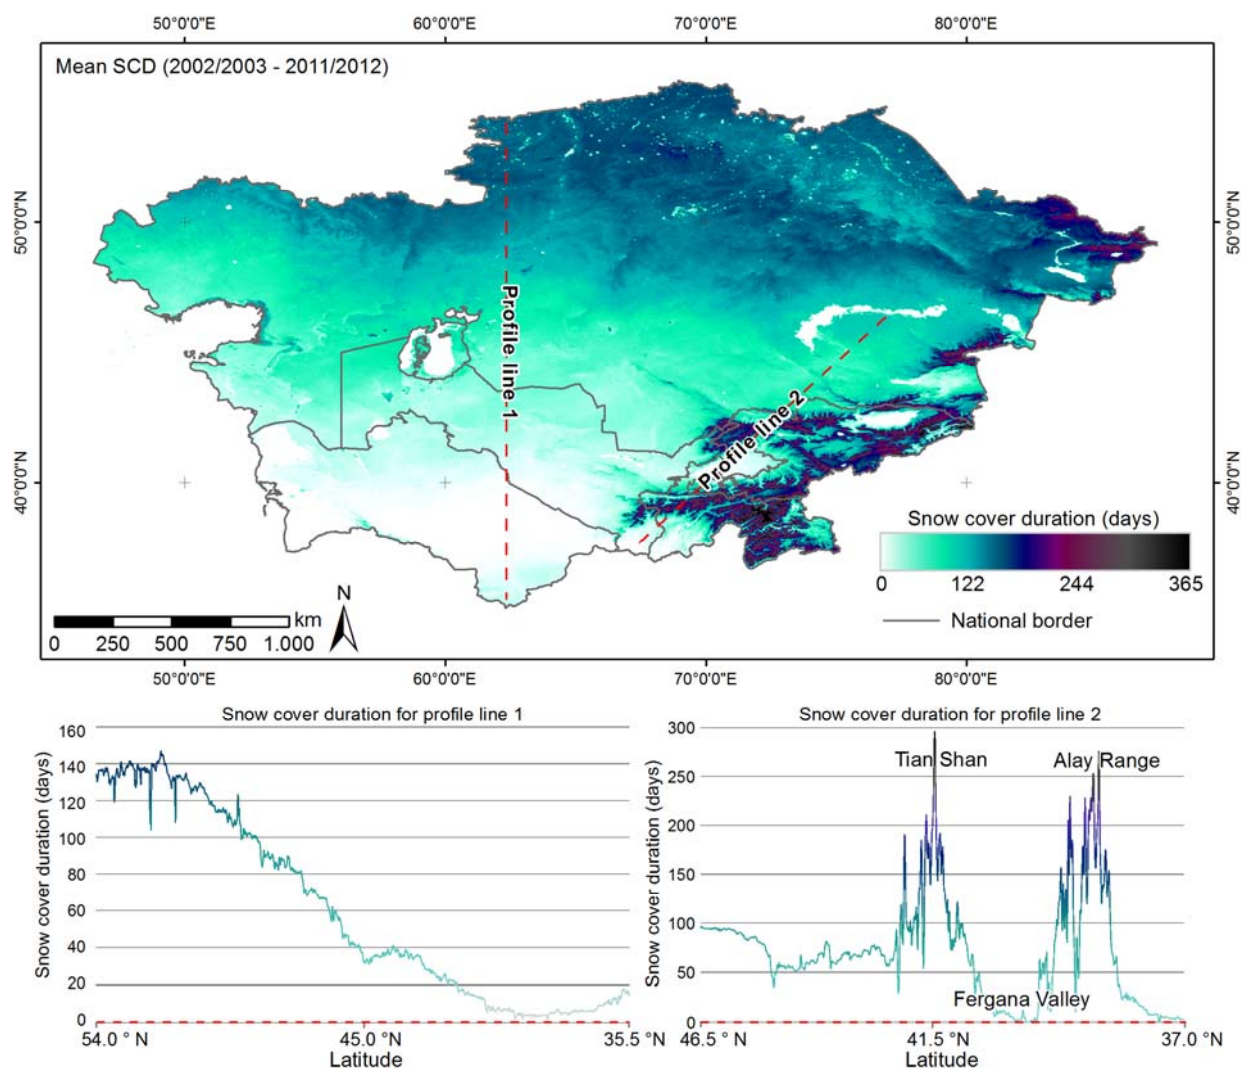 50°0'0"E 60°0'0"E 70°0'0"E 80°0'0"E
Mean SCD (2002/2003 - 2011/2012)
50°0'0"N
50°0'0"N
Profile line 1
Profile line 2
40°0'0"N
40°0'0"N
Snow cover duration (days)
0 122 244 365
National border
N
km
0 250 500 750 1.000
50°0'0"E 60°0'0"E 70°0'0"E 80°0'0"E
Snow cover duration for profile line 1
Snow cover duration (days)
160
140
120
100
80
60
40
20
0
54.0 ° N 45.0 °N 35.5 °N
Latitude
Snow cover duration for profile line 2
Snow cover duration (days)
300
250
200
150
100
50
0
Tian Shan
Alay Range
Fergana Valley
46.5 ° N 41.5°N 37.0 °N
Latitude